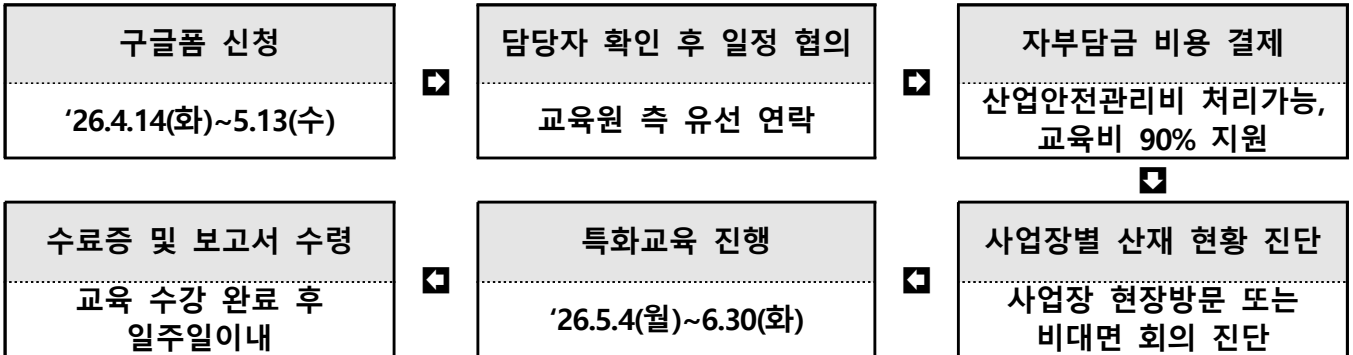 구글폼 신청
‘26.4.14(화)~5.13(수)
담당자 확인 후 일정 협의
교육원 측 유선 연락
자부담금 비용 결제
산업안전관리비 처리가능,
교육비 90% 지원
사업장별 산재 현황 진단
사업장 현장방문 또는
비대면 회의 진단
특화교육 진행
‘26.5.4(월)~6.30(화)
수료증 및 보고서 수령
교육 수강 완료 후
일주일이내